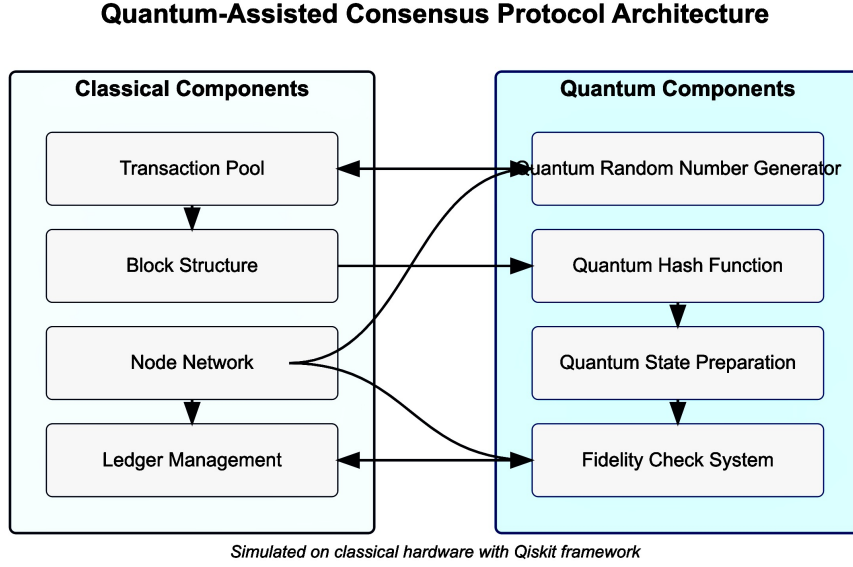 Quantum-Assisted Consensus Protocol Architecture
Classical Components
Transaction Pool
Block Structure
Node Network
Ledger Management
Quantum Components
Quantum Random Number Generator
Quantum Hash Function
Quantum State Preparation
Fidelity Check System
Simulated on classical hardware with Qiskit framework